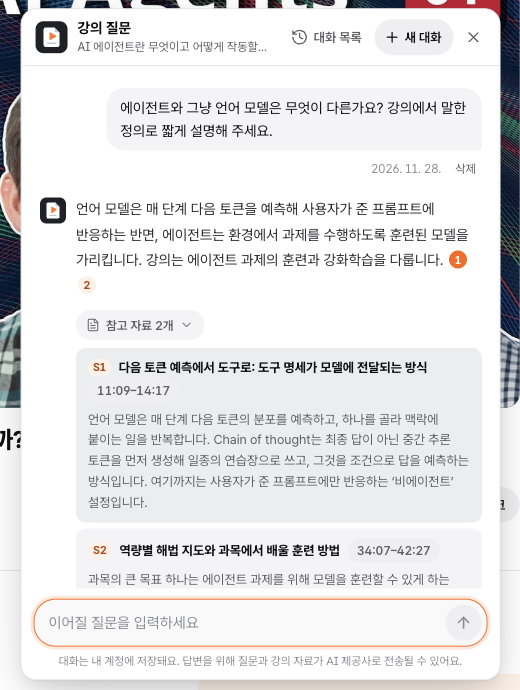 강의 질문
AI 에이전트란 무엇이고 어떻게 작동할...
대화 목록
+ 새 대화
에이전트와 그냥 언어 모델은 무엇이 다른가요? 강의에서 말한
정의로 짧게 설명해 주세요.
2026. 11. 28. 삭제
언어 모델은 매 단계 다음 토큰을 예측해 사용자가 준 프롬프트에
반응하는 반면, 에이전트는 환경에서 과제를 수행하도록 훈련된 모델을
가리킵니다. 강의는 에이전트 과제의 훈련과 강화학습을 다룹니다. 1
2
참고 자료 2개
S1 다음 토큰 예측에서 도구로: 도구 명세가 모델에 전달되는 방식
11:09–14:17
언어 모델은 매 단계 다음 토큰의 분포를 예측하고, 하나를 골라 맥락에
붙이는 일을 반복합니다. Chain of thought는 최종 답이 아닌 중간 추론
토큰을 먼저 생성해 일종의 연습장으로 쓰고, 그것을 조건으로 답을 예측하는
방식입니다. 여기까지는 사용자가 준 프롬프트에만 반응하는 ‘비에이전트’
설정입니다.
S2 역량별 해법 지도와 과목에서 배울 훈련 방법 34:07–42:27
과목의 큰 목표 하나는 에이전트 과제를 위해 모델을 훈련할 수 있게 하는
이어질 질문을 입력하세요
대화는 내 계정에 저장돼요. 답변을 위해 질문과 강의 자료가 AI 제공사로 전송될 수 있어요.